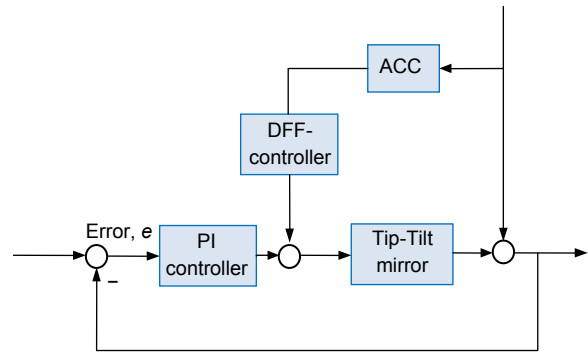 ACC
DFF-
controller
Error, e
PI
controller
Tip-Tilt
mirror
–